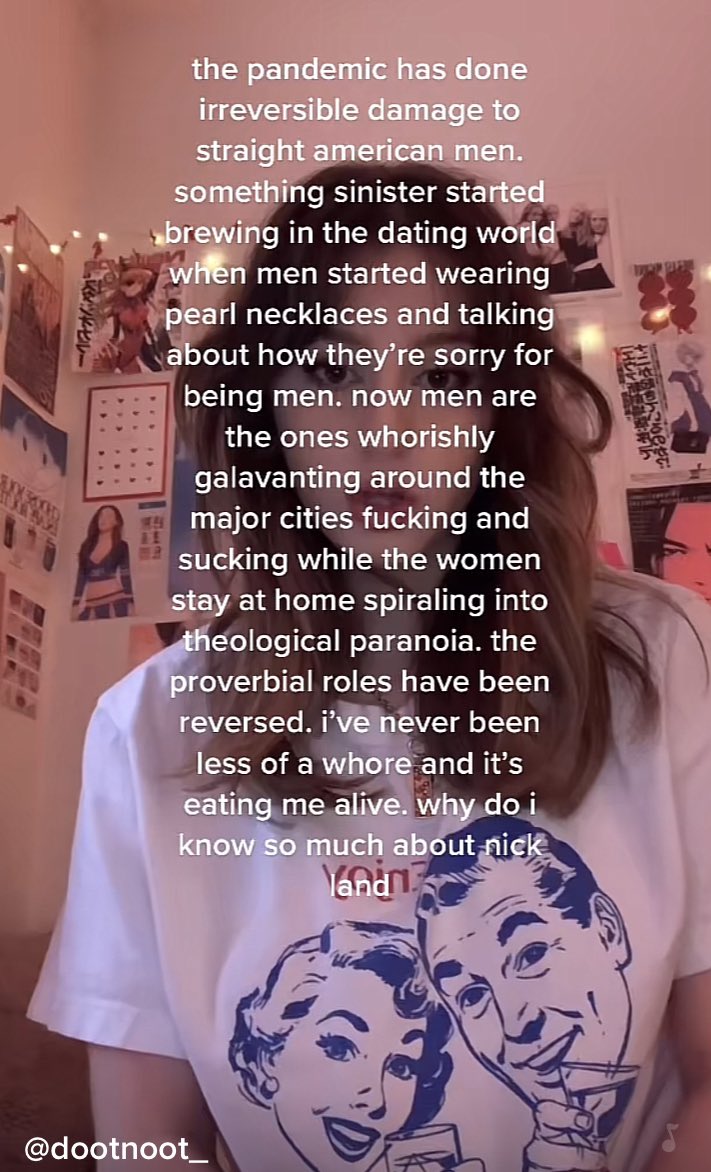 the pandemic has done
irreversible damage to
straight american men.
something sinister started
brewing in the dating world
when men started wearing
pearl necklaces and talking
about how they're sorry for
being men. now men are
the ones whorishly
galavanting around the
major cities fucking and
sucking while the women
stay at home spiraling into
theological paranoia. the
proverbial roles have been
reversed. i've never been
less of a whore and it's
eating me alive. why do i
know so much about nick
land
@dootnoot_